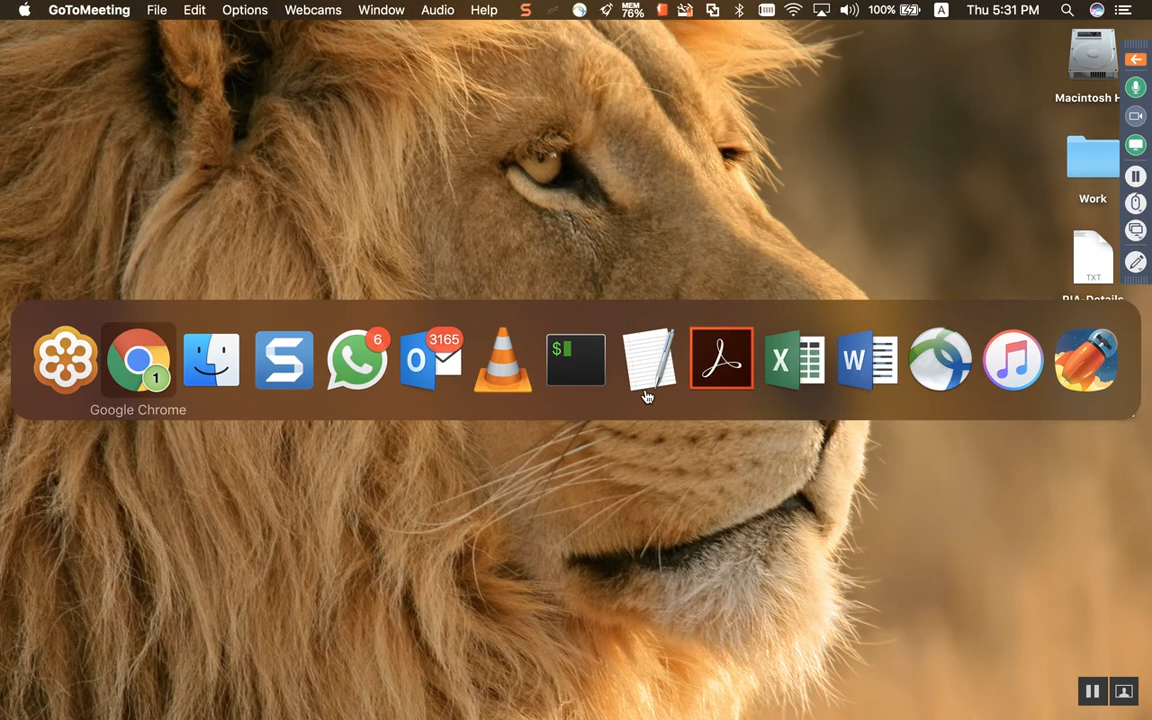 GoToMeeting File Edit Options Webcams Window Audio Help S MEM 76% 100% A Thu 5:31 PM
Macintosh H
Work
TXT
1
6
3165
O
$
X
W
S
Google Chrome